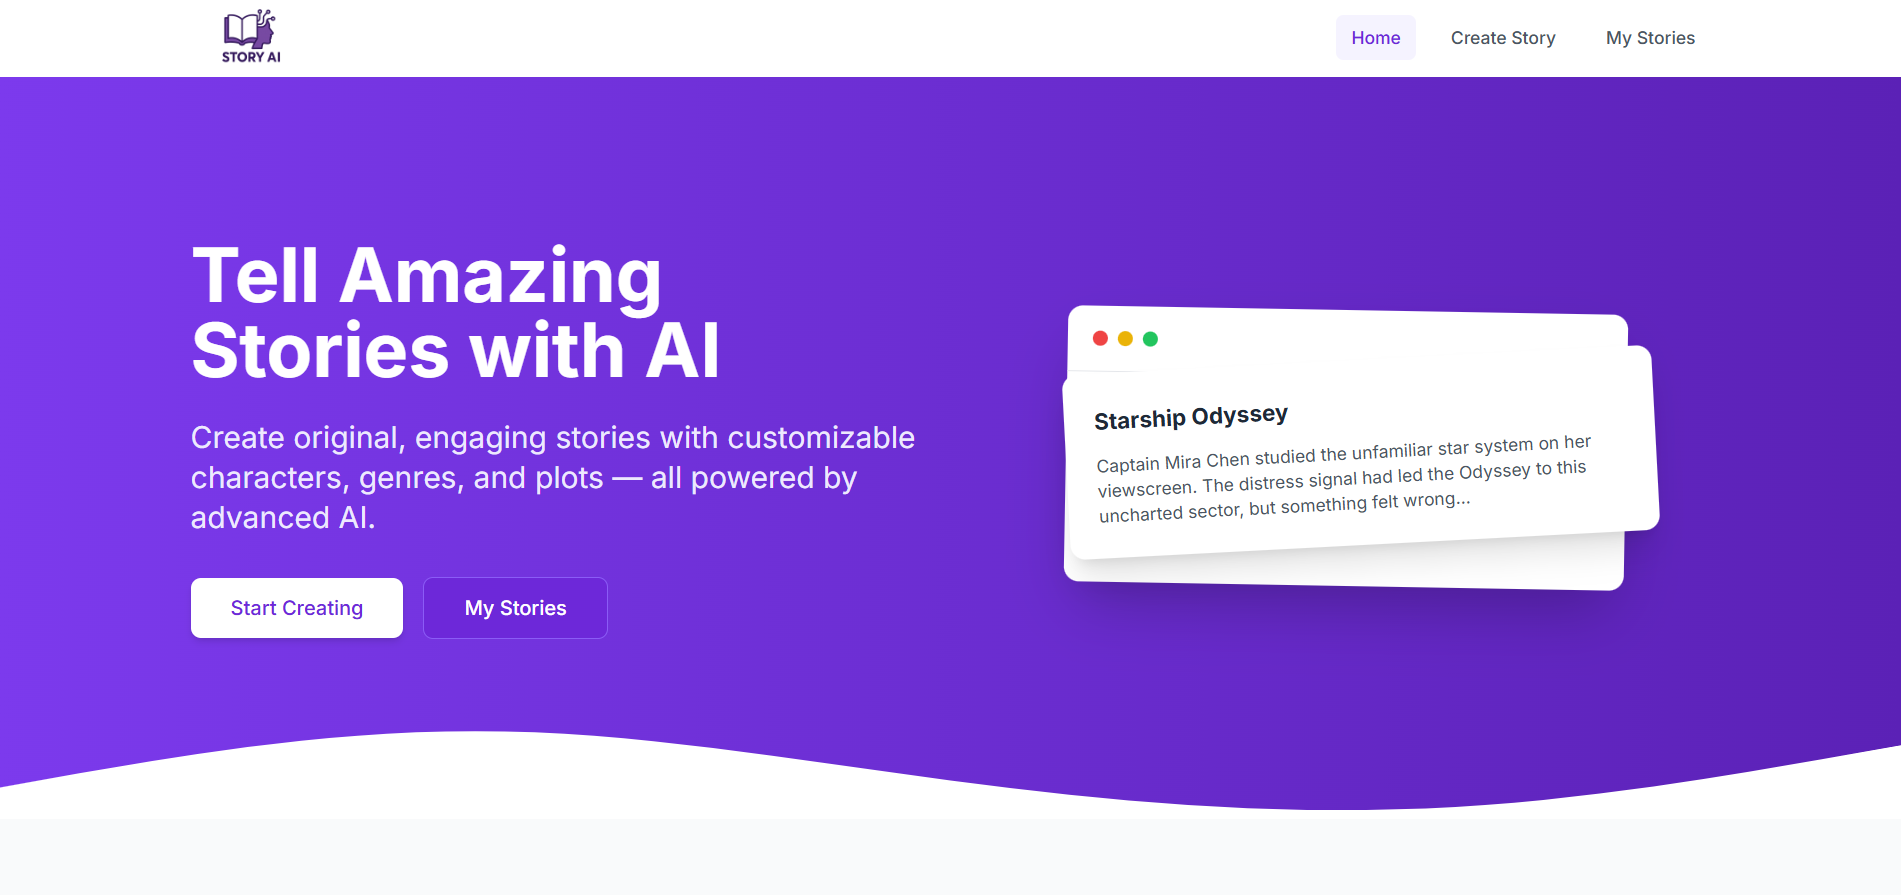 STORY AI
Home
Create Story
My Stories
Tell Amazing
Stories with AI
Create original, engaging stories with customizable
characters, genres, and plots — all powered by
advanced AI.
Start Creating
My Stories
Starship Odyssey
Captain Mira Chen studied the unfamiliar star system on her
viewscreen. The distress signal had led the Odyssey to this
uncharted sector, but something felt wrong...